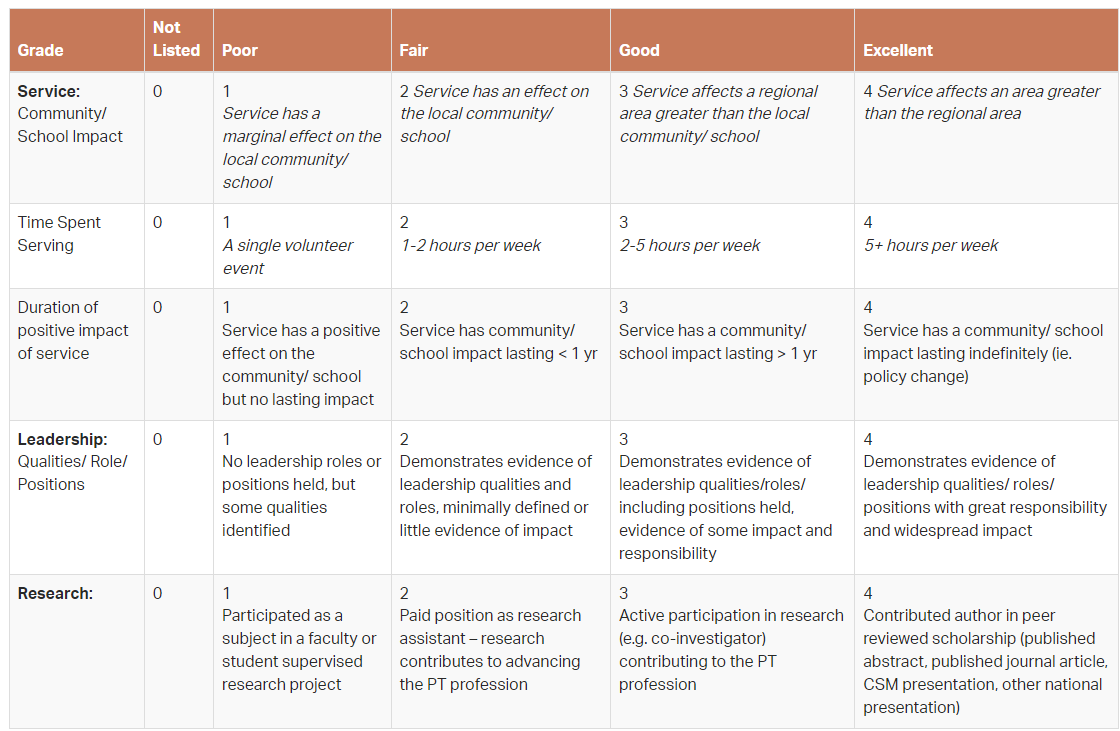 Grade
Not
Listed
Poor
Fair
Good
Excellent
Service:
Community/
School Impact
0
1
Service has a
marginal effect on the
local community/
school
2 Service has an effect on
the local community/
school
3 Service affects a regional
area greater than the local
community/ school
4 Service affects an area greater
than the regional area
Time Spent
Serving
0
1
A single volunteer
event
2
1-2 hours per week
3
2-5 hours per week
4
5+ hours per week
Duration of
positive impact
of service
0
1
Service has a positive
effect on the
community/ school
but no lasting impact
2
Service has community/
school impact lasting < 1 yr
3
Service has a community/
school impact lasting > 1 yr
4
Service has a community/ school
impact lasting indefinitely (ie.
policy change)
Leadership:
Qualities/ Role/
Positions
0
1
No leadership roles or
positions held, but
some qualities
identified
2
Demonstrates evidence of
leadership qualities and
roles, minimally defined or
little evidence of impact
3
Demonstrates evidence of
leadership qualities/roles/
including positions held,
evidence of some impact and
responsibility
4
Demonstrates evidence of
leadership qualities/ roles/
positions with great responsibility
and widespread impact
Research:
0
1
Participated as a
subject in a faculty or
student supervised
research project
2
Paid position as research
assistant – research
contributes to advancing
the PT profession
3
Active participation in research
(e.g. co-investigator)
contributing to the PT
profession
4
Contributed author in peer
reviewed scholarship (published
abstract, published journal article,
CSM presentation, other national
presentation)